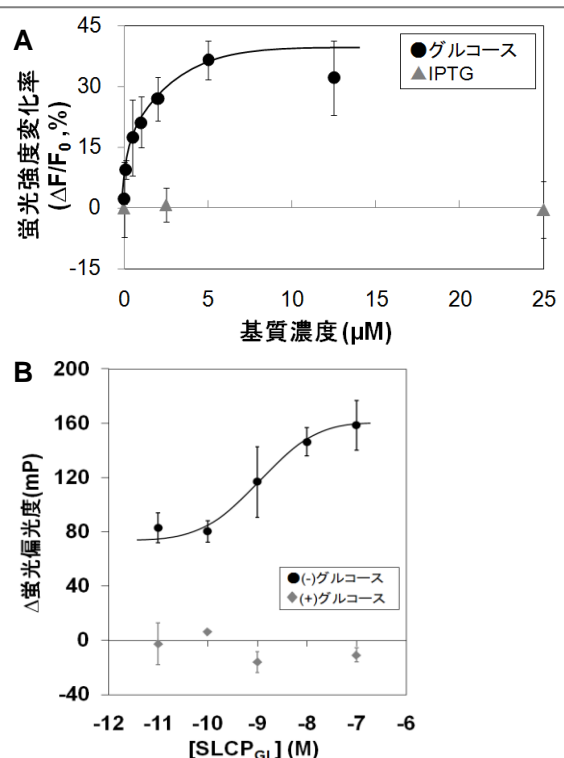 A
蛍光強度変化率
(ΔF/F0,%)
45
30
15
0
-15
●グルコース
▲IPTG
0
5
10
15
20
25
基質濃度(μM)
B
Δ蛍光偏光度(mP)
200
160
120
80
40
0
-40
●(-)グルコース
◆(+)グルコース
-12
-11
-10
-9
-8
-7
-6
[SLCPGL] (M)